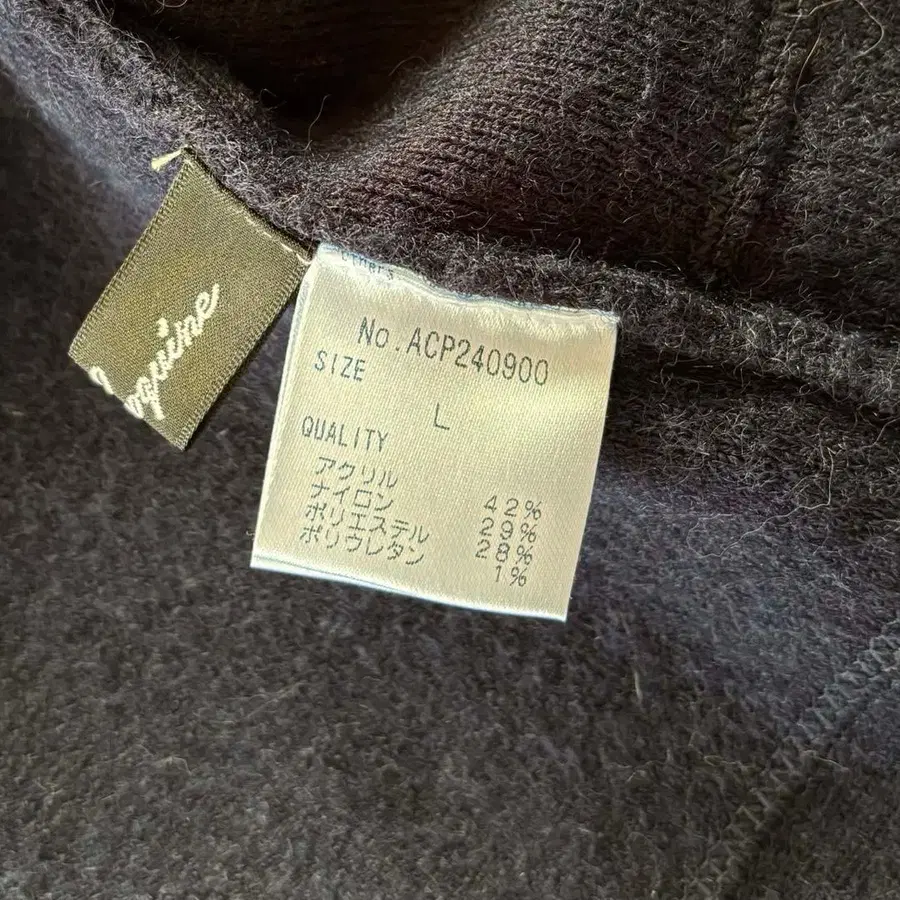 No.ACP240900
SIZE
L
QUALITY
アクリル 42%
ナイロン 29%
ポリエステル 28%
ポリウレタン 1%